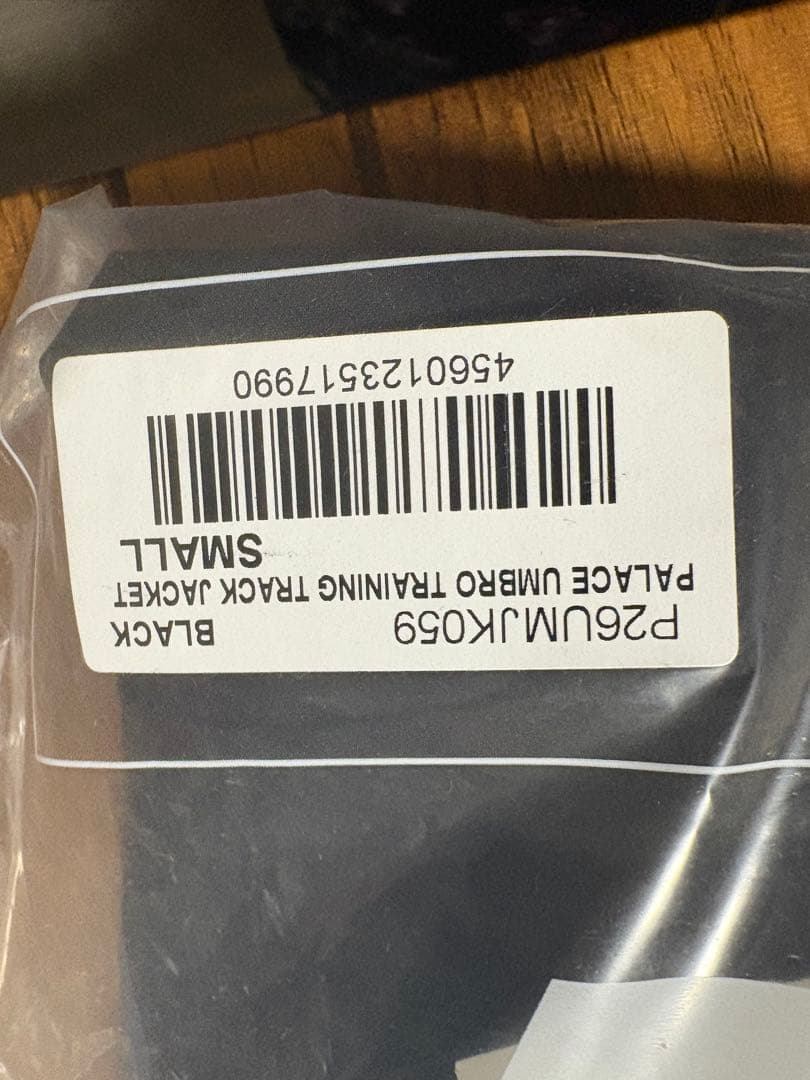 P26UMJK059 BLACK
PALACE UMBRO TRAINING TRACK JACKET
SMALL
4560123517990